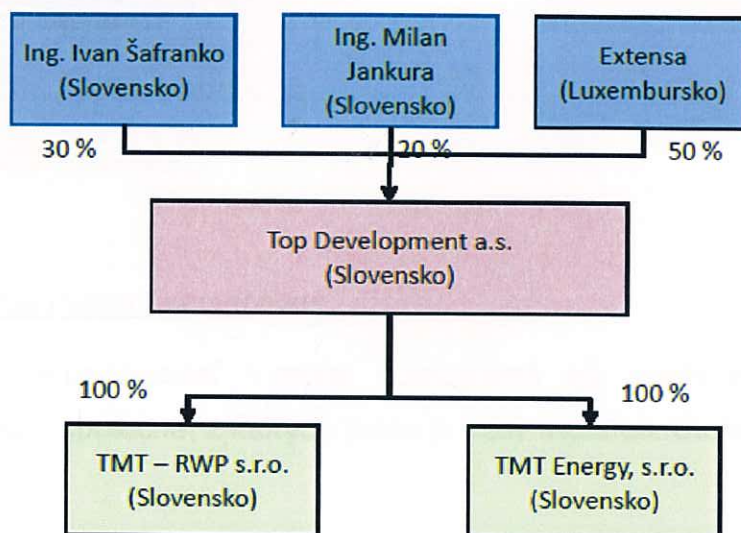 Ing. Ivan Šafranko
(Slovensko)
Ing. Milan
Jankura
(Slovensko)
Extensa
(Luxembursko)
30 %
20 %
50 %
Top Development a.s.
(Slovensko)
100 %
100 %
TMT – RWP s.r.o.
(Slovensko)
TMT Energy, s.r.o.
(Slovensko)